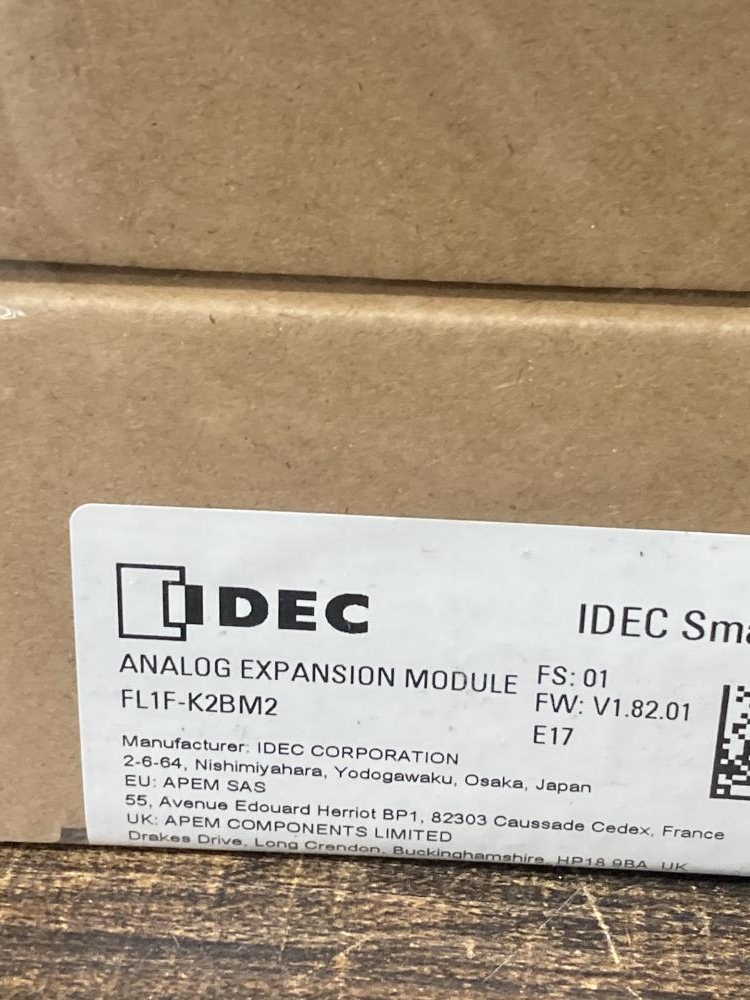 IDEC
IDEC Sma
ANALOG EXPANSION MODULE
FL1F-K2BM2
FS: 01
FW: V1.82.01
E17
Manufacturer: IDEC CORPORATION
2-6-64, Nishimiyahara, Yodogawaku, Osaka, Japan
EU: APEM SAS
55, Avenue Edouard Herriot BP1, 82303 Caussade Cedex, France
UK: APEM COMPONENTS LIMITED
Drakes Drive, Long Crendon, Buckinghamshire, HP18 9BA, UK